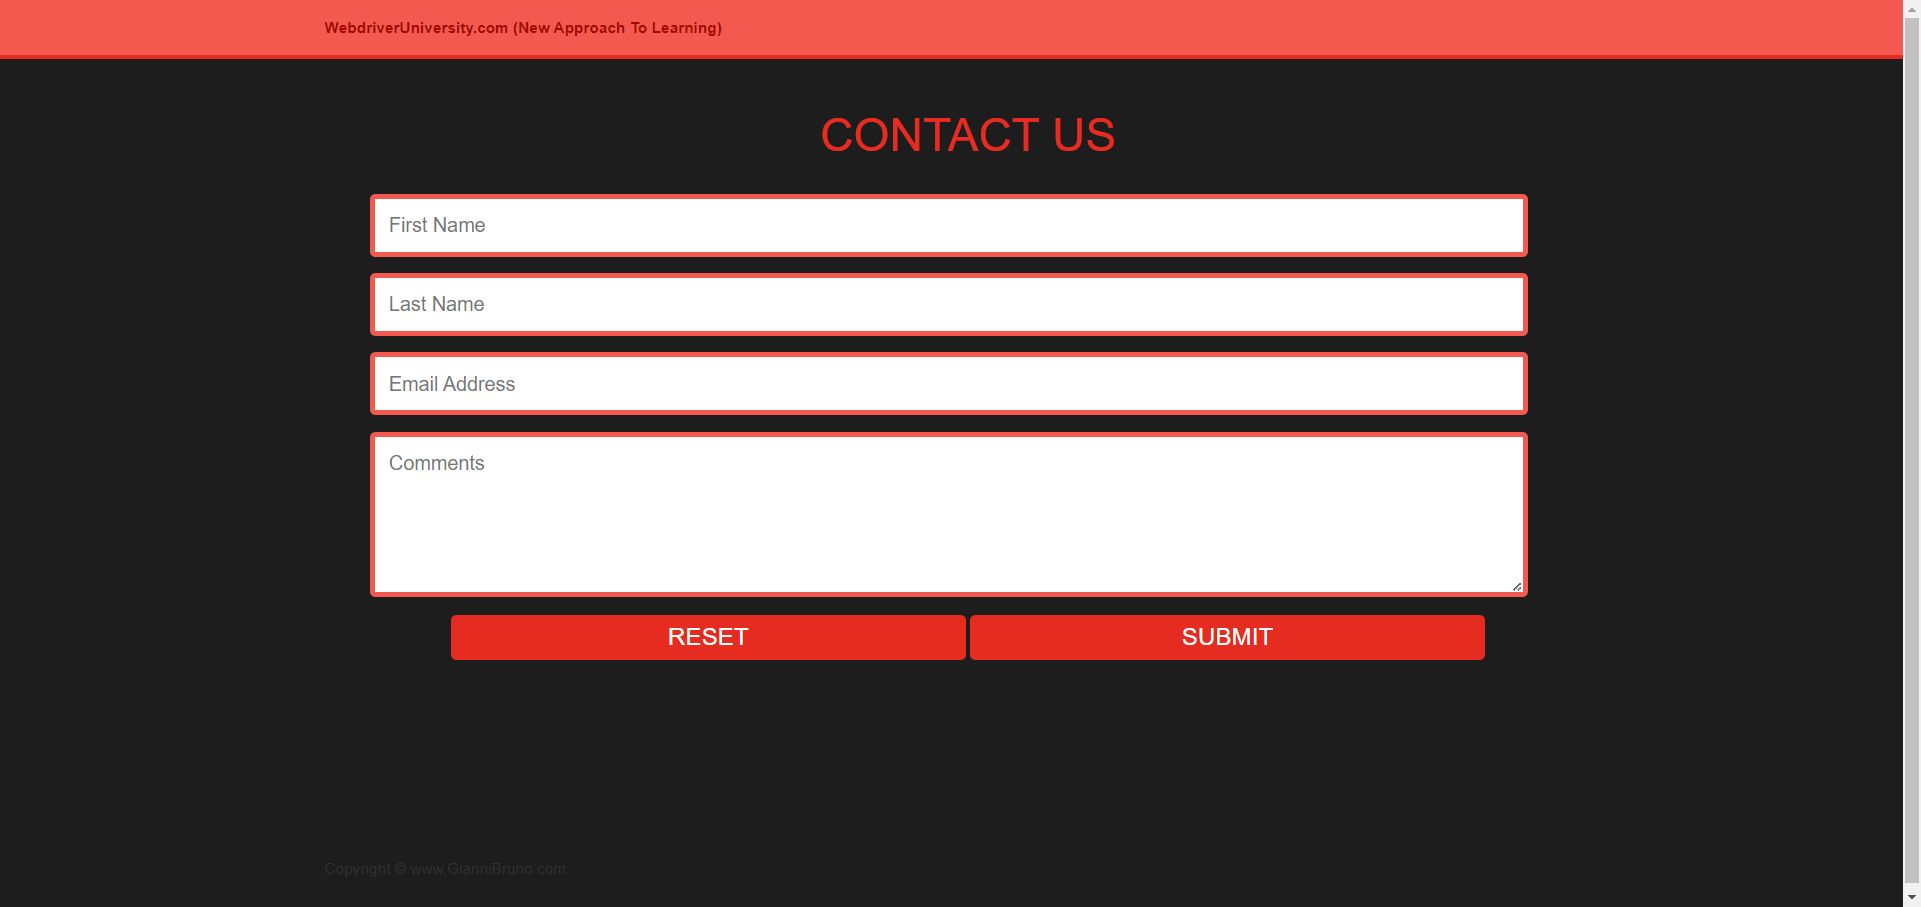 WebdriverUniversity.com (New Approach To Learning)
CONTACT US
First Name
Last Name
Email Address
Comments
RESET SUBMIT
Copyright © www.GianniBruno.com